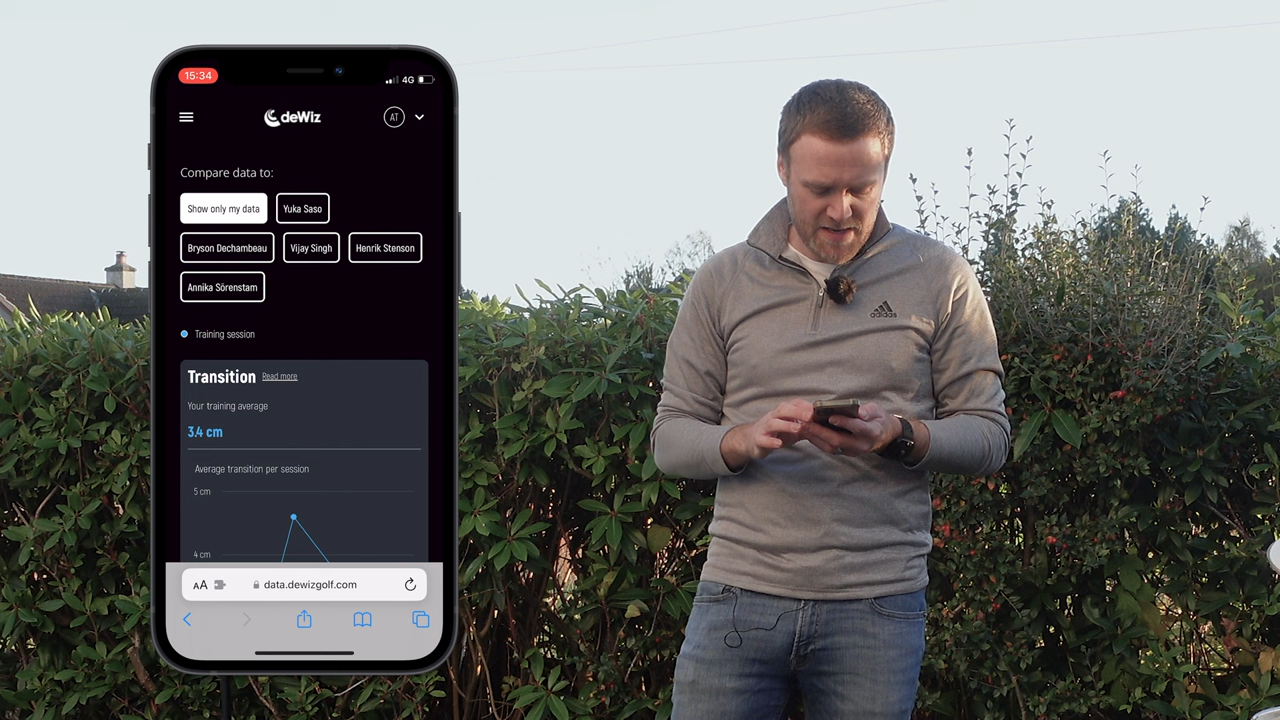 15:34
4G
deWiz
AT
Compare data to:
Show only my data
Yuka Saso
Bryson Dechambeau
Vijay Singh
Henrik Stenson
Annika Sörenstam
Training session
Transition
Read more
Your training average
3.4 cm
Average transition per session
5 cm
4 cm
AA
data.dewizgolf.com
adidas